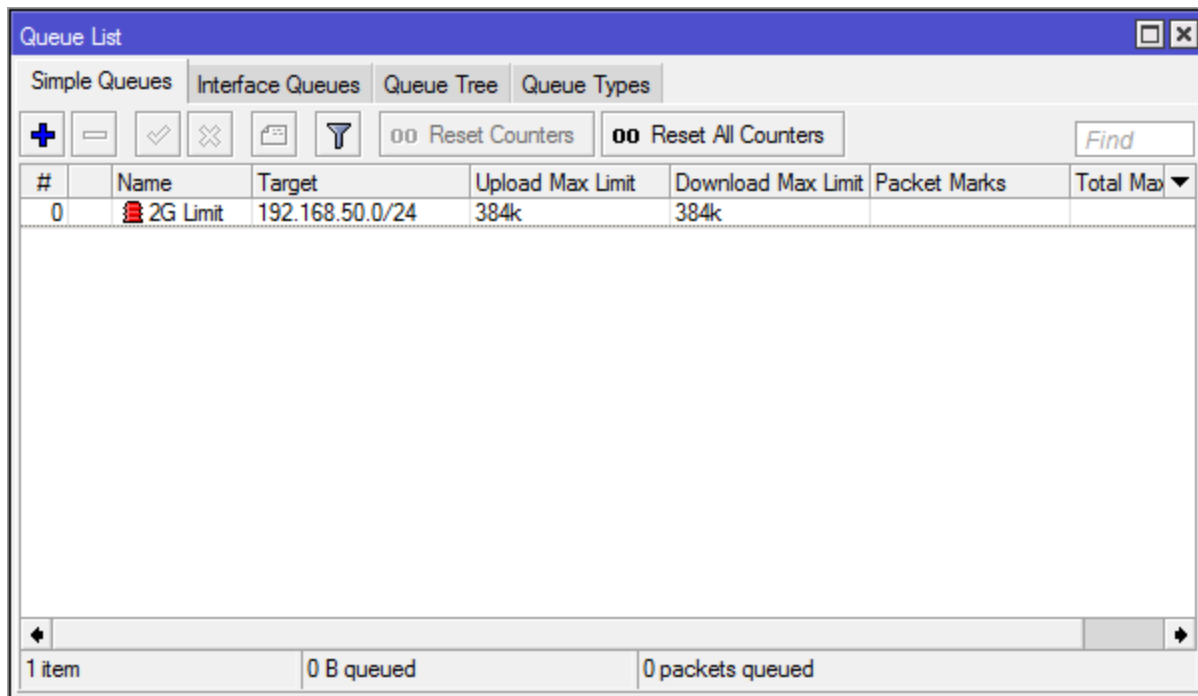 Queue List
Simple Queues Interface Queues Queue Tree Queue Types
00 Reset Counters 00 Reset All Counters Find
# Name Target Upload Max Limit Download Max Limit Packet Marks Total Max
0 2G Limit 192.168.50.0/24 384k 384k
1 item 0 B queued 0 packets queued